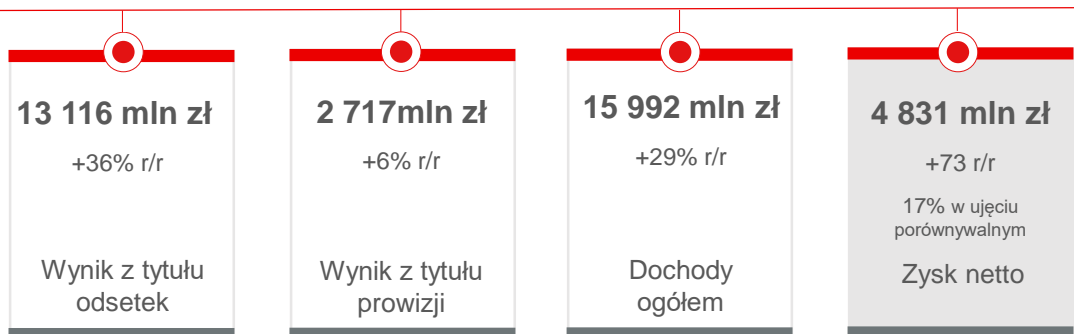 13 116 mln zł
+36% r/r
Wynik z tytułu
odsetek
2 717mln zł
+6% r/r
Wynik z tytułu
prowizji
15 992 mln zł
+29% r/r
Dochody
ogółem
4 831 mln zł
+73 r/r
17% w ujęciu
porównywalnym
Zysk netto